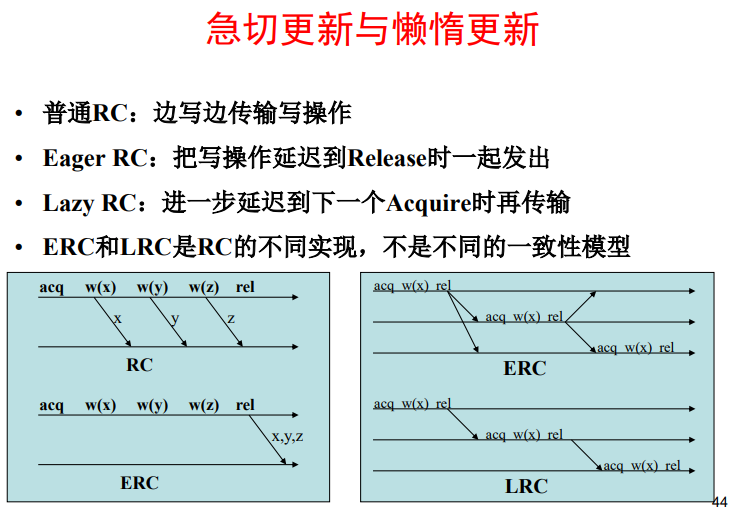 急切更新与懒惰更新
• 普通RC：边写边传输写操作
• Eager RC：把写操作延迟到Release时一起发出
• Lazy RC：进一步延迟到下一个Acquire时再传输
• ERC和LRC是RC的不同实现，不是不同的一致性模型
acq w(x) w(y) w(z) rel
x y z
RC
acq w(x) w(y) w(z) rel
x,y,z
ERC
acq w(x) rel
acq w(x) rel
acq w(x) rel
ERC
acq w(x) rel
acq w(x) rel
acq w(x) rel
LRC
44